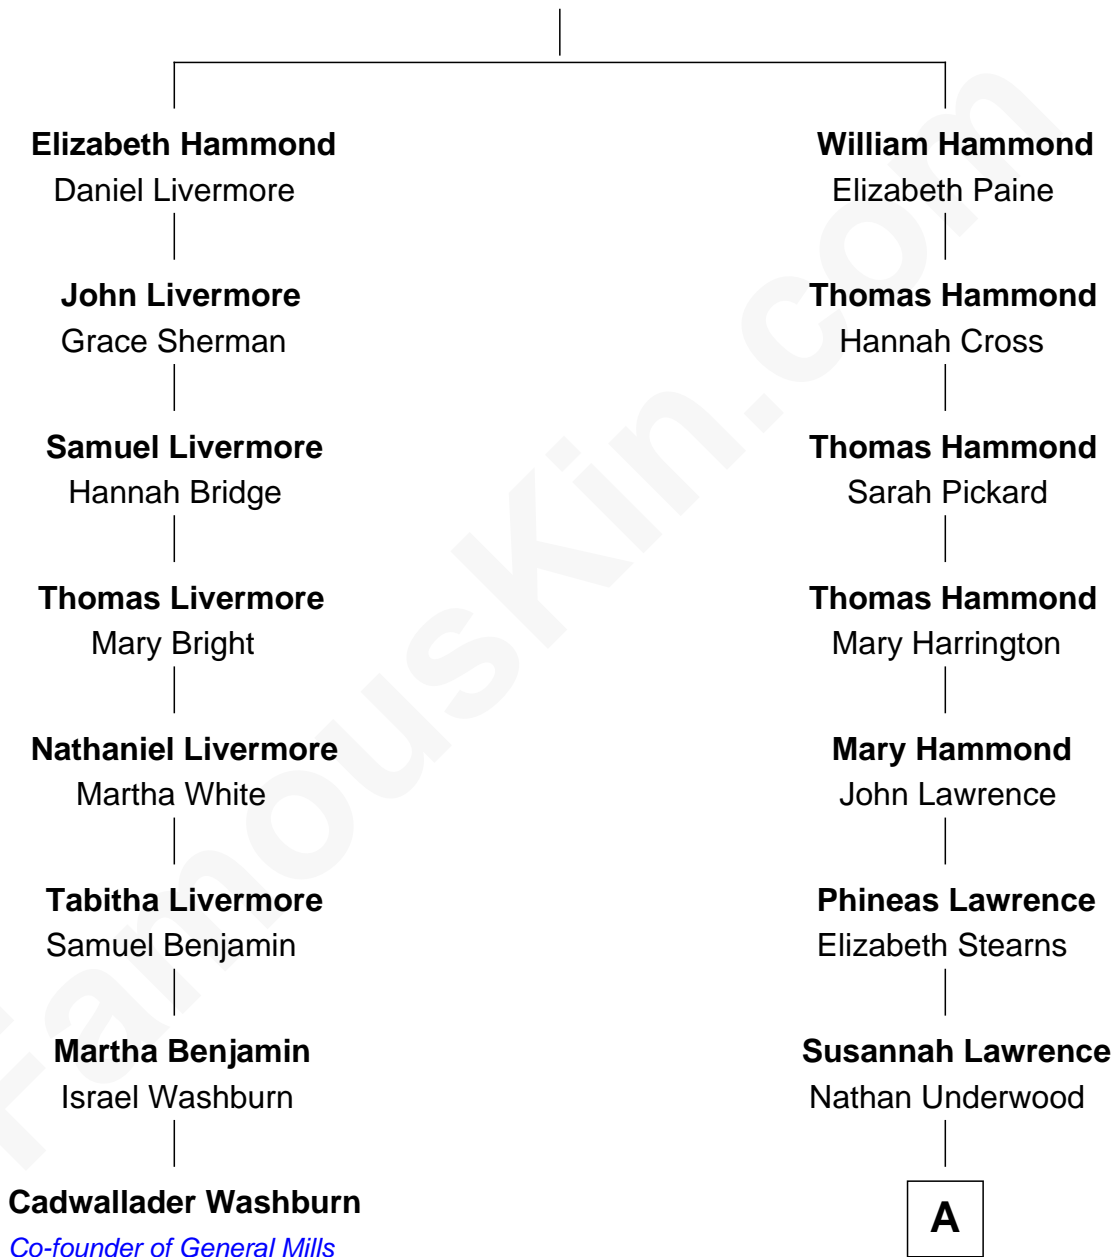 Elizabeth Hammond
Daniel Livermore
John Livermore
Grace Sherman
Samuel Livermore
Hannah Bridge
Thomas Livermore
Mary Bright
Nathaniel Livermore
Martha White
Tabitha Livermore
Samuel Benjamin
Martha Benjamin
Israel Washburn
Cadwallader Washburn
Co-founder of General Mills
William Hammond
Elizabeth Paine
Thomas Hammond
Hannah Cross
Thomas Hammond
Sarah Pickard
Thomas Hammond
Mary Harrington
Mary Hammond
John Lawrence
Phineas Lawrence
Elizabeth Stearns
Susannah Lawrence
Nathan Underwood
A
FamousKin.com